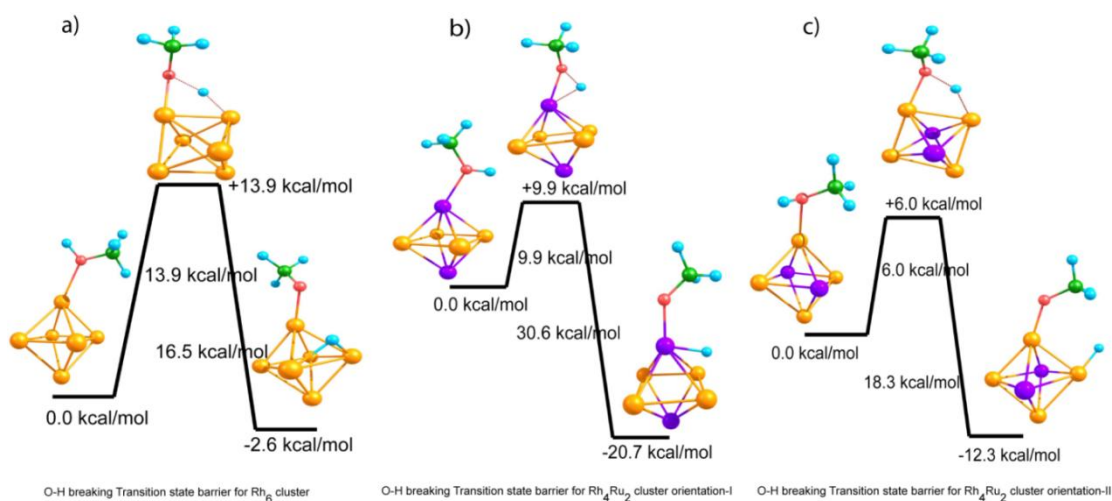 a)
+13.9 kcal/mol
13.9 kcal/mol
16.5 kcal/mol
0.0 kcal/mol
-2.6 kcal/mol
O-H breaking Transition state barrier for Rh6 cluster
b)
+9.9 kcal/mol
9.9 kcal/mol
0.0 kcal/mol
30.6 kcal/mol
-20.7 kcal/mol
O-H breaking Transition state barrier for Rh4Ru2 cluster orientation-I
c)
+6.0 kcal/mol
6.0 kcal/mol
0.0 kcal/mol
18.3 kcal/mol
-12.3 kcal/mol
O-H breaking Transition state barrier for Rh4Ru2 cluster orientation-II